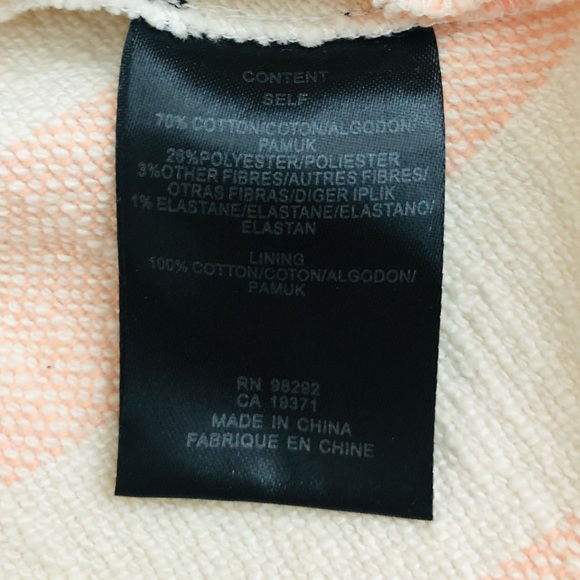 CONTENT
SELF
70% COTTON/COTON/ALGODON/
PAMUK
26%POLYESTER/POLIESTER
3%OTHER FIBRES/AUTRES FIBRES/
OTRAS FIBRAS/DIGER IPLIK
1% ELASTANE/ELASTANE/ELASTANO/
ELASTAN
LINING
100% COTTON/COTON/ALGODON/
PAMUK
RN 98292
CA 19371
MADE IN CHINA
FABRIQUE EN CHINE